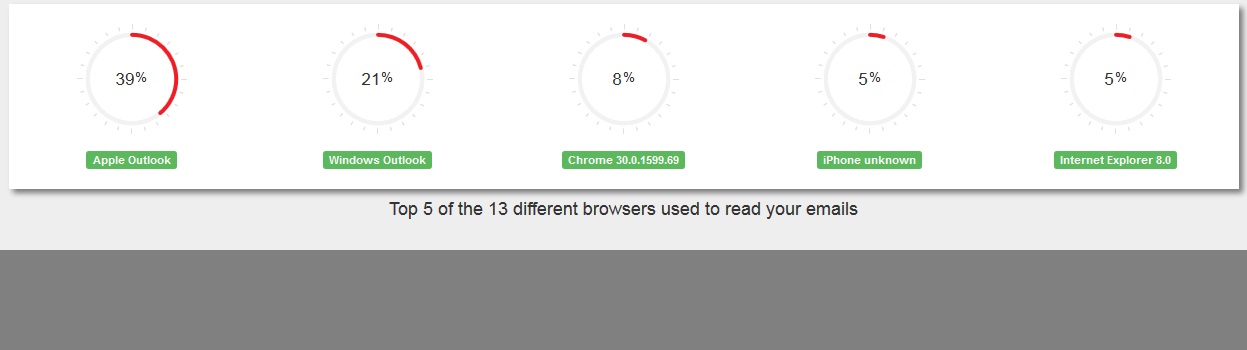 39% 21% 8% 5% 5%
Apple Outlook Windows Outlook Chrome 30.0.1599.69 iPhone unknown Internet Explorer 8.0
Top 5 of the 13 different browsers used to read your emails